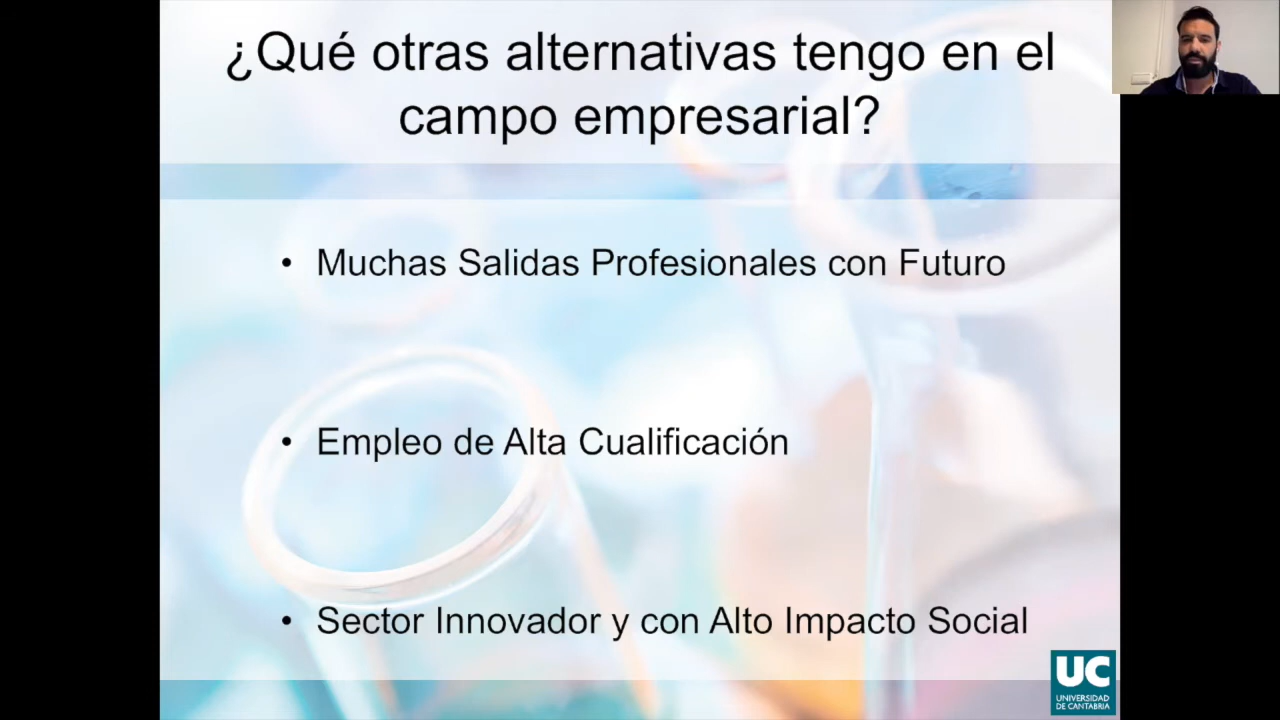 ¿Qué otras alternativas tengo en el
campo empresarial?
• Muchas Salidas Profesionales con Futuro
• Empleo de Alta Cualificación
• Sector Innovador y con Alto Impacto Social
UC
UNIVERSIDAD
DE CANTABRIA